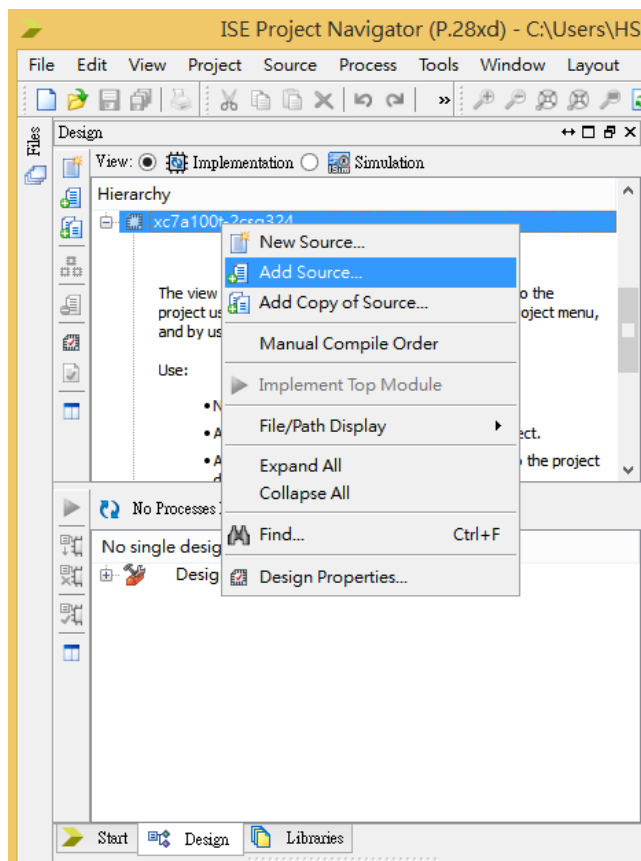 ISE Project Navigator (P.28xd) - C:\Users\HS
File Edit View Project Source Process Tools Window Layout
»
Files
Design
View: Implementation Simulation
Hierarchy
xc7a100t-2csg324
New Source...
Add Source...
Add Copy of Source...
Manual Compile Order
Implement Top Module
File/Path Display
Expand All
Collapse All
Find... Ctrl+F
Design Properties...
The view o the
project us oject menu,
and by us
Use:
•N
•A ect.
•A the project
No Processes
No single desig
Desig
Start Design Libraries